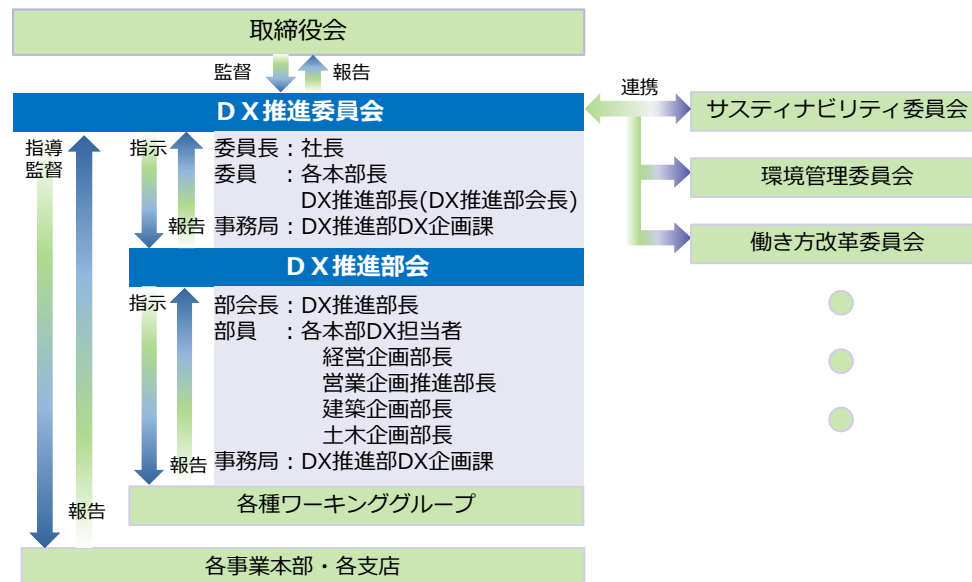 取締役会
監督
報告
連携
DX推進委員会
サスティナビリティ委員会
指導
監督
指示
報告
委員長：社長
委員　：各本部長
DX推進部長(DX推進部会長)
事務局：DX推進部DX企画課
環境管理委員会
働き方改革委員会
DX推進部会
指示
報告
部会長：DX推進部長
部員　：各本部DX担当者
経営企画部長
営業企画推進部長
建築企画部長
土木企画部長
事務局：DX推進部DX企画課
各種ワーキンググループ
報告
各事業本部・各支店